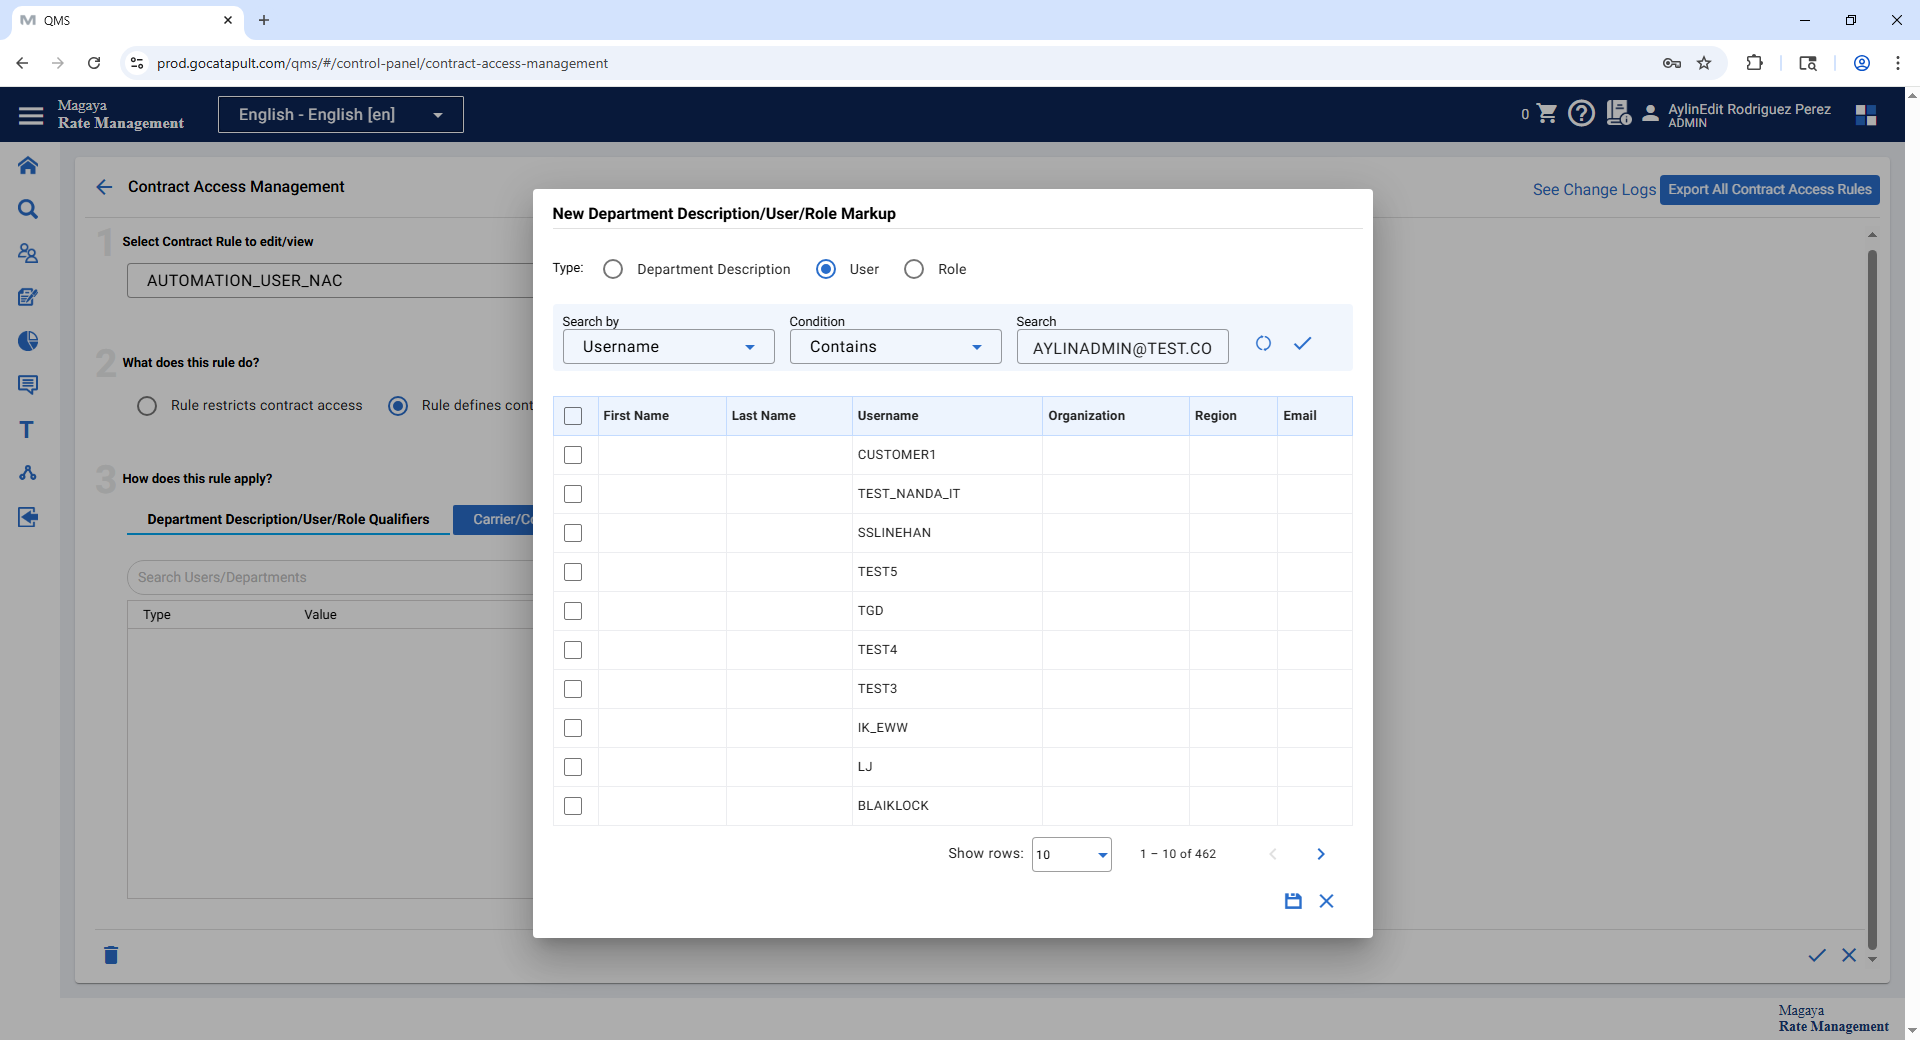 QMS
prod.gocatapult.com/qms/#/control-panel/contract-access-management
Magaya
Rate Management
English - English [en]
0
AylinEdit Rodriguez Perez
ADMIN
Contract Access Management
See Change Logs
Export All Contract Access Rules
1
Select Contract Rule to edit/view
AUTOMATION_USER_NAC
2
What does this rule do?
Rule restricts contract access
Rule defines cont
3
How does this rule apply?
Department Description/User/Role Qualifiers
Carrier/Co
Search Users/Departments
Type
Value
New Department Description/User/Role Markup
Type:
Department Description
User
Role
Search by
Condition
Search
Username
Contains
AYLINADMIN@TEST.CO
First Name
Last Name
Username
Organization
Region
Email
CUSTOMER1
TEST_NANDA_IT
SSLINEHAN
TEST5
TGD
TEST4
TEST3
IK_EWW
LJ
BLAIKLOCK
Show rows:
10
1 – 10 of 462
Magaya
Rate Management